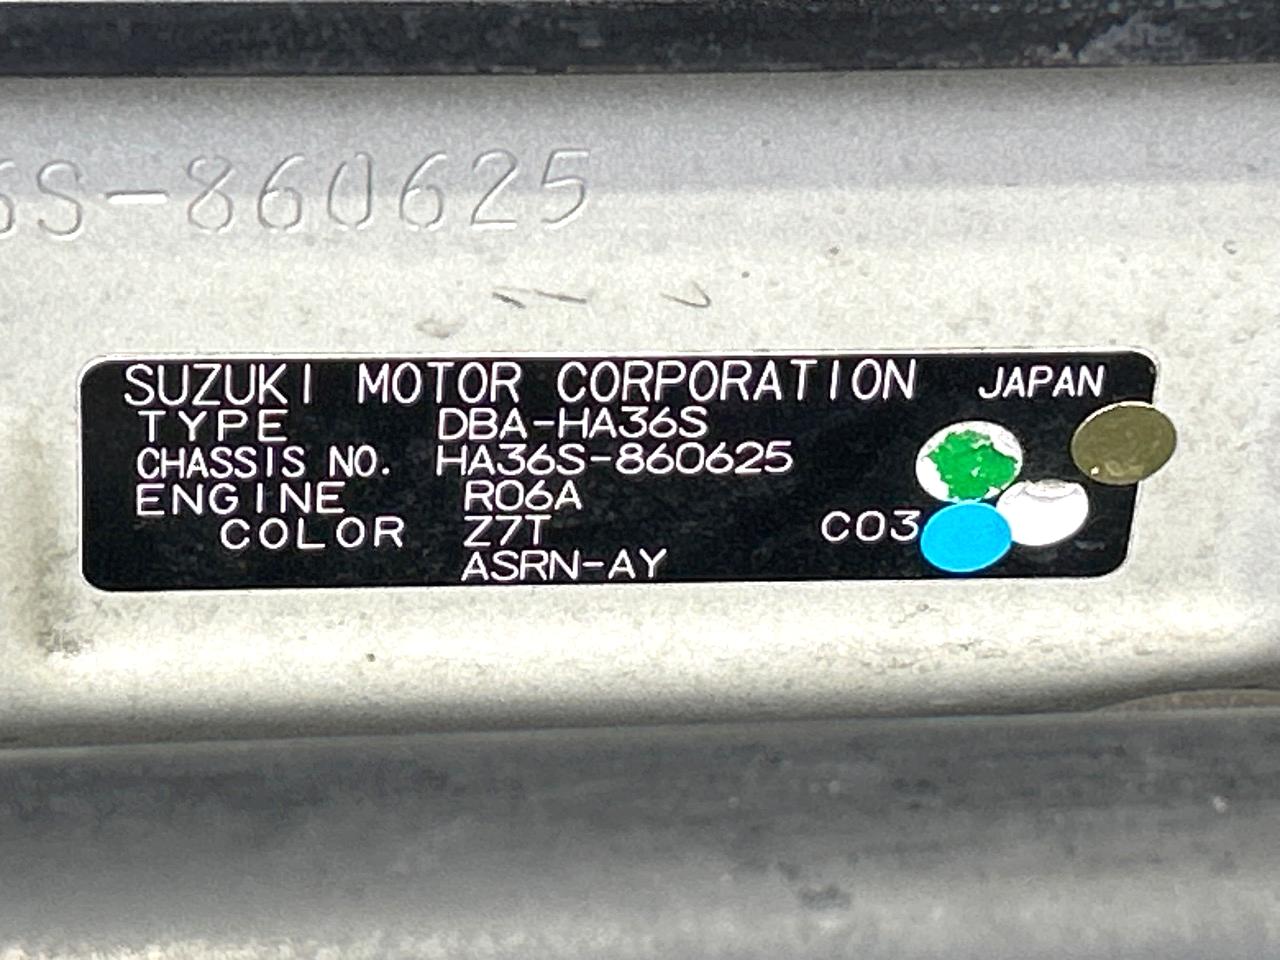 6S-860625
SUZUKI MOTOR CORPORATION JAPAN
TYPE DBA-HA36S
CHASSIS NO. HA36S-860625
ENGINE R06A
COLOR Z7T C03
ASRN-AY